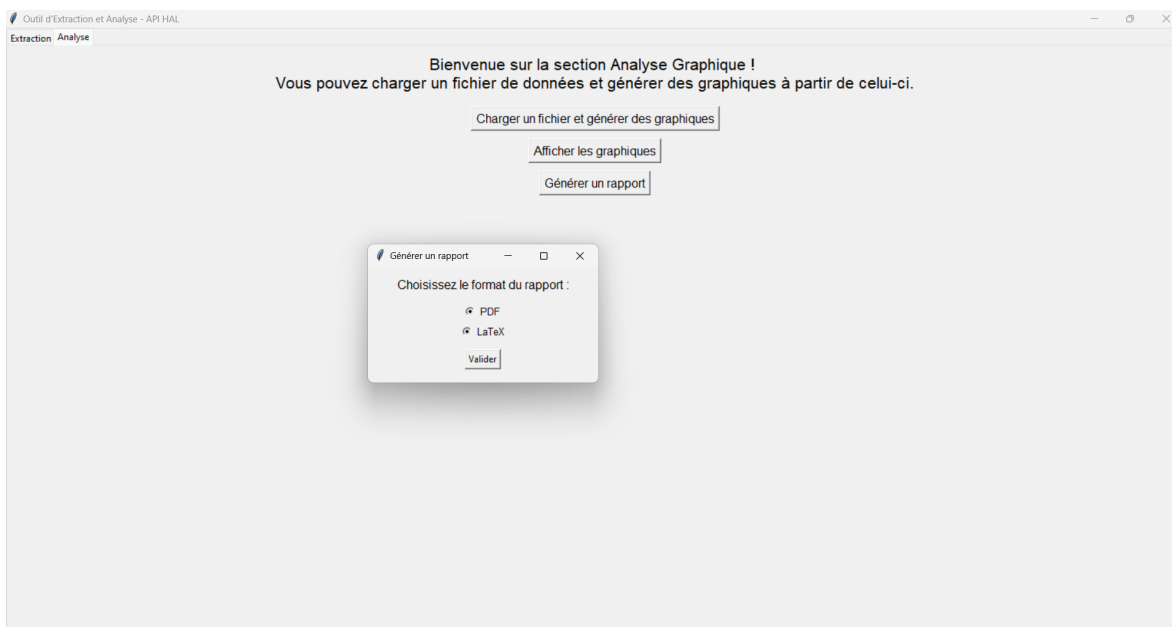 Outil d'Extraction et Analyse - API HAL
Extraction Analyse
Bienvenue sur la section Analyse Graphique !
Vous pouvez charger un fichier de données et générer des graphiques à partir de celui-ci.
Charger un fichier et générer des graphiques
Afficher les graphiques
Générer un rapport
Générer un rapport
Choisissez le format du rapport :
PDF
LaTeX
Valider